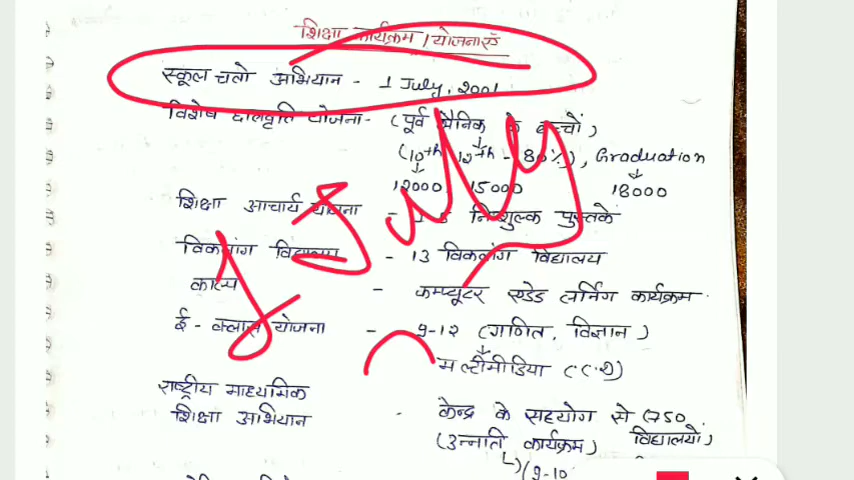 शिक्षा कार्यक्रम / योजनाएँ
स्कूल चलो अभियान - 1 July, 2001
विशेष छात्रवृत्ति योजना - (पूर्व सैनिक के बच्चों)
(10th 12th - 80%), Graduation
12000 15000 18000
शिक्षा आचार्य योजना - निःशुल्क पुस्तकें
विकलांग विद्यालय - 13 विकलांग विद्यालय
काल्प - कम्प्यूटर एडेड लर्निंग कार्यक्रम
ई - क्लास योजना - 9-12 (गणित, विज्ञान)
मल्टीमीडिया
राष्ट्रीय माध्यमिक
शिक्षा अभियान - केन्द्र के सहयोग से (750
(उन्नति कार्यक्रम) विद्यालयों)
(9-10